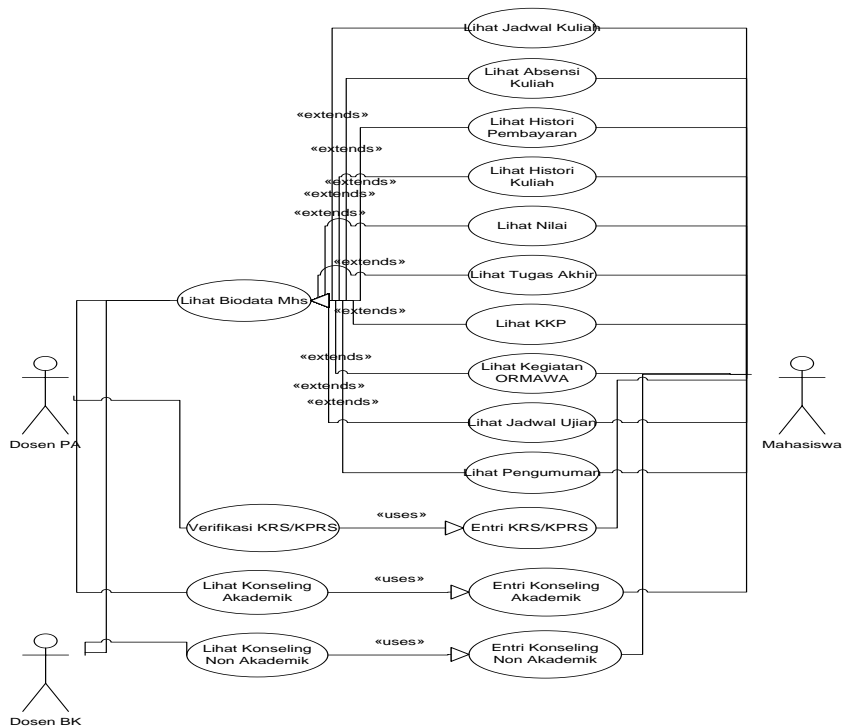 Lihat Jadwal Kuliah
Lihat Absensi
Kuliah
«extends»
Lihat Histori
Pembayaran
«extends»
Lihat Histori
Kuliah
«extends»
«extends»
«extends»
Lihat Nilai
«extends»
Lihat Tugas Akhir
Lihat Biodata Mhs
«extends»
Lihat KKP
«extends»
Lihat Kegiatan
ORMAWA
«extends»
«extends»
Lihat Jadwal Ujian
Dosen PA
Mahasiswa
Lihat Pengumuman
Verifikasi KRS/KPRS
«uses»
Entri KRS/KPRS
Lihat Konseling
Akademik
«uses»
Entri Konseling
Akademik
Lihat Konseling
Non Akademik
«uses»
Entri Konseling
Non Akademik
Dosen BK